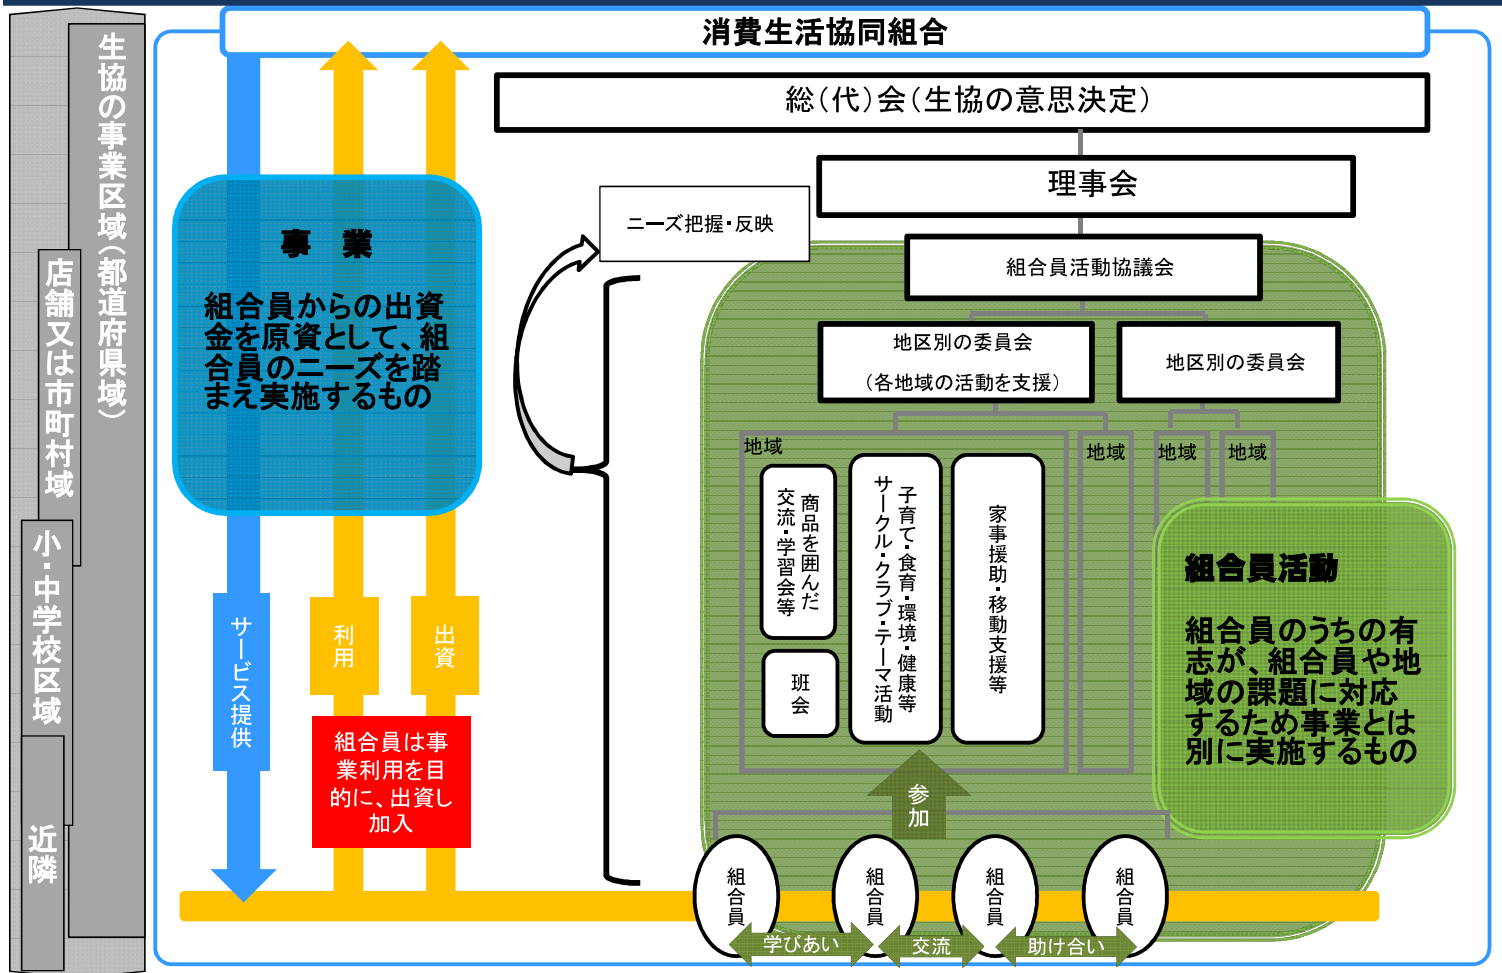 消費生活協同組合
生協の事業区域（都道府県域）
店舗又は市町村域
小・中学校区域
近隣
総（代）会（生協の意思決定）
理事会
ニーズ把握・反映
組合員活動協議会
地区別の委員会
（各地域の活動を支援）
地区別の委員会
事　業
組合員からの出資
金を原資として、組
合員のニーズを踏
まえ実施するもの
サービス提供
利用
出資
組合員は事
業利用を目
的に、出資し
加入
地域
地域
地域
地域
商品を囲んだ
交流・学習会等
班会
子育て・食育・環境・健康等
サークル・クラブ・テーマ活動
家事援助・移動支援等
組合員活動
組合員のうちの有
志が、組合員や地
域の課題に対応
するため事業とは
別に実施するもの
参加
組合員
組合員
組合員
組合員
学びあい
交流
助け合い